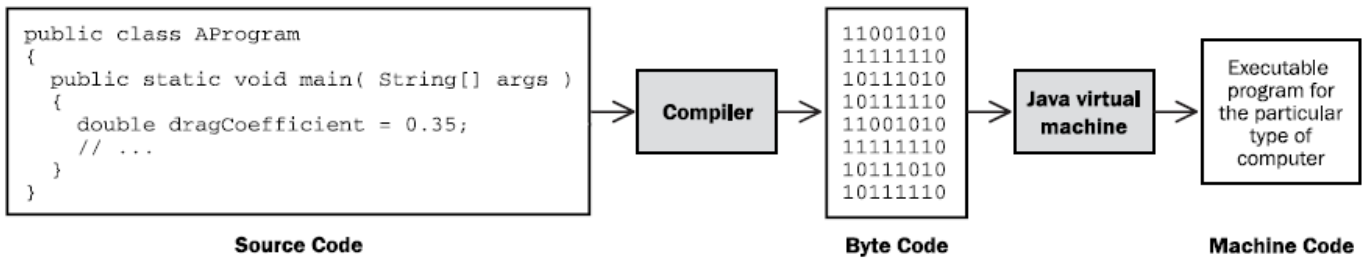 public class AProgram
{
  public static void main( String[] args )
  {
    double dragCoefficient = 0.35;
    // ...
  }
}
Compiler
11001010
11111110
10111010
10111110
11001010
11111110
10111010
10111110
Java virtual
machine
Executable
program for
the particular
type of
computer
Source Code
Byte Code
Machine Code